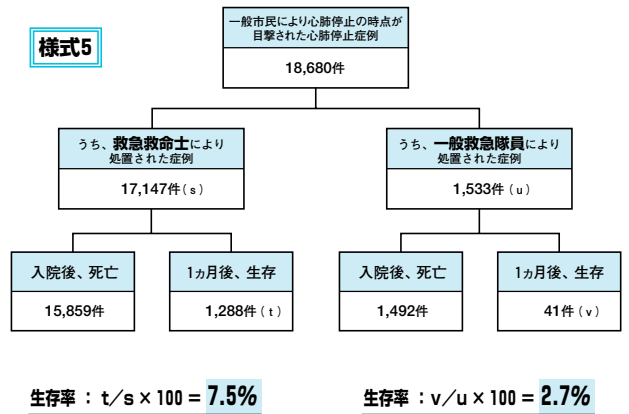 様式5
一般市民により心肺停止の時点が
目撃された心肺停止症例
18,680件
うち、救急救命士により
処置された症例
17,147件（s）
うち、一般救急隊員により
処置された症例
1,533件（u）
入院後、死亡
15,859件
1ヵ月後、生存
1,288件（t）
入院後、死亡
1,492件
1ヵ月後、生存
41件（v）
生存率 ： t／s × 100 = 7.5%
生存率 ：v／u × 100 = 2.7%